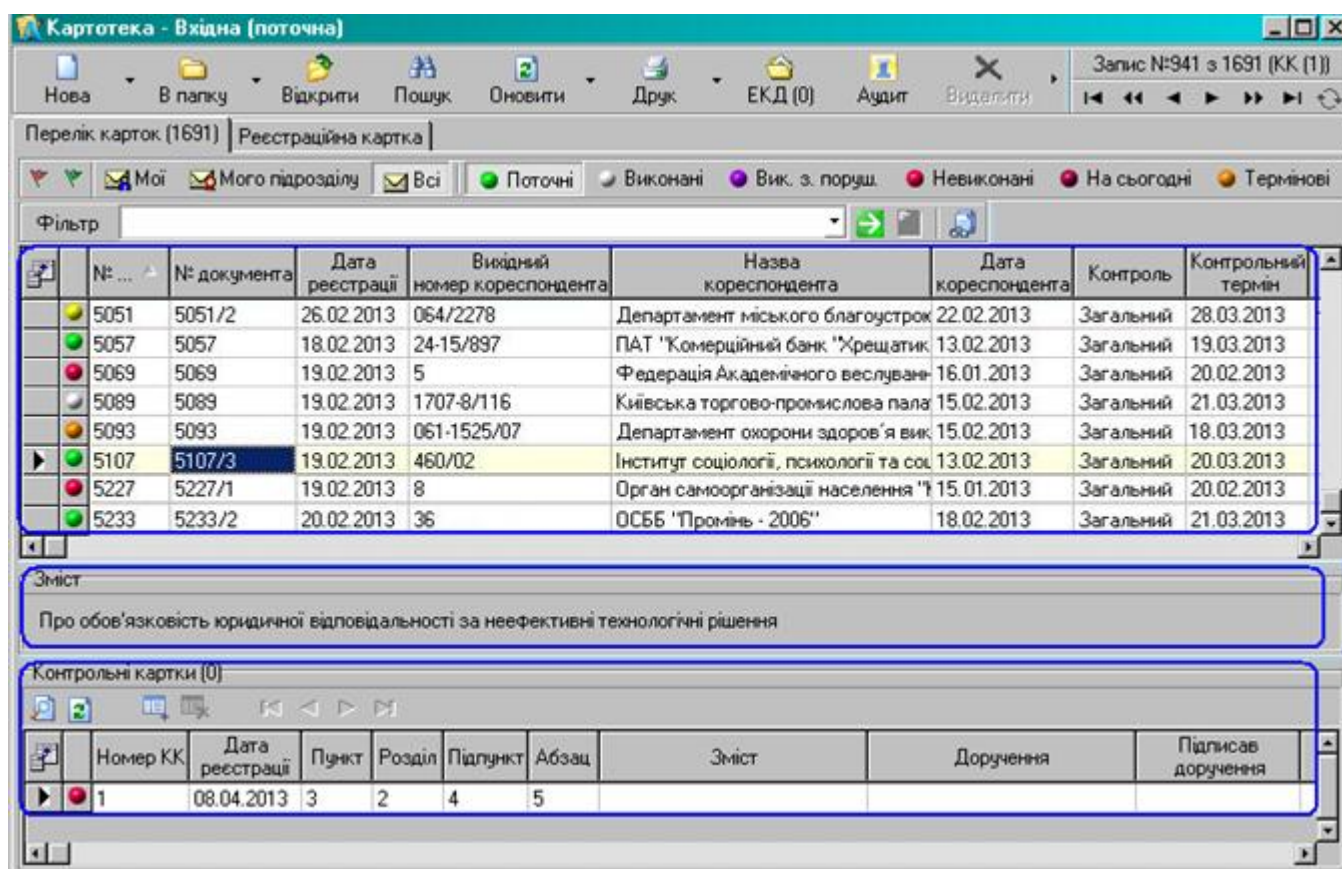 Картотека - Вхідна (поточна)
Нова В папку Відкрити Пошук Оновити Друк ЕКД (0) Аудит Видалити
Запис №941 з 1691 (КК (1))
Перелік карток (1691) Реєстраційна картка
Мої Мого підрозділу Всі Поточні Виконані Вик. з. поруш. Невиконані На сьогодні Термінові
Фільтр
№ ... № документа Дата реєстрації Вихідний номер кореспондента Назва кореспондента Дата кореспондента Контроль Контрольний термін
5051 5051/2 26.02.2013 064/2278 Департамент міського благоустрою 22.02.2013 Загальний 28.03.2013
5057 5057 18.02.2013 24-15/897 ПАТ "Комерційний банк "Хрещатик 13.02.2013 Загальний 19.03.2013
5069 5069 19.02.2013 5 Федерація Академічного веслуванн 16.01.2013 Загальний 20.02.2013
5089 5089 19.02.2013 1707-8/116 Київська торгово-промислова пала 15.02.2013 Загальний 21.03.2013
5093 5093 19.02.2013 061-1525/07 Департамент охорони здоров'я вик 15.02.2013 Загальний 18.03.2013
5107 5107/3 19.02.2013 460/02 Інститут соціології, психології та соц 13.02.2013 Загальний 20.03.2013
5227 5227/1 19.02.2013 8 Орган самоорганізації населення " 15.01.2013 Загальний 20.02.2013
5233 5233/2 20.02.2013 36 ОСББ "Промінь - 2006" 18.02.2013 Загальний 21.03.2013
Зміст
Про обов'язковість юридичної відповідальності за неефективні технологічні рішення
Контрольні картки (0)
Номер КК Дата реєстрації Пункт Розділ Підпункт Абзац Зміст Доручення Підписав доручення
1 08.04.2013 3 2 4 5